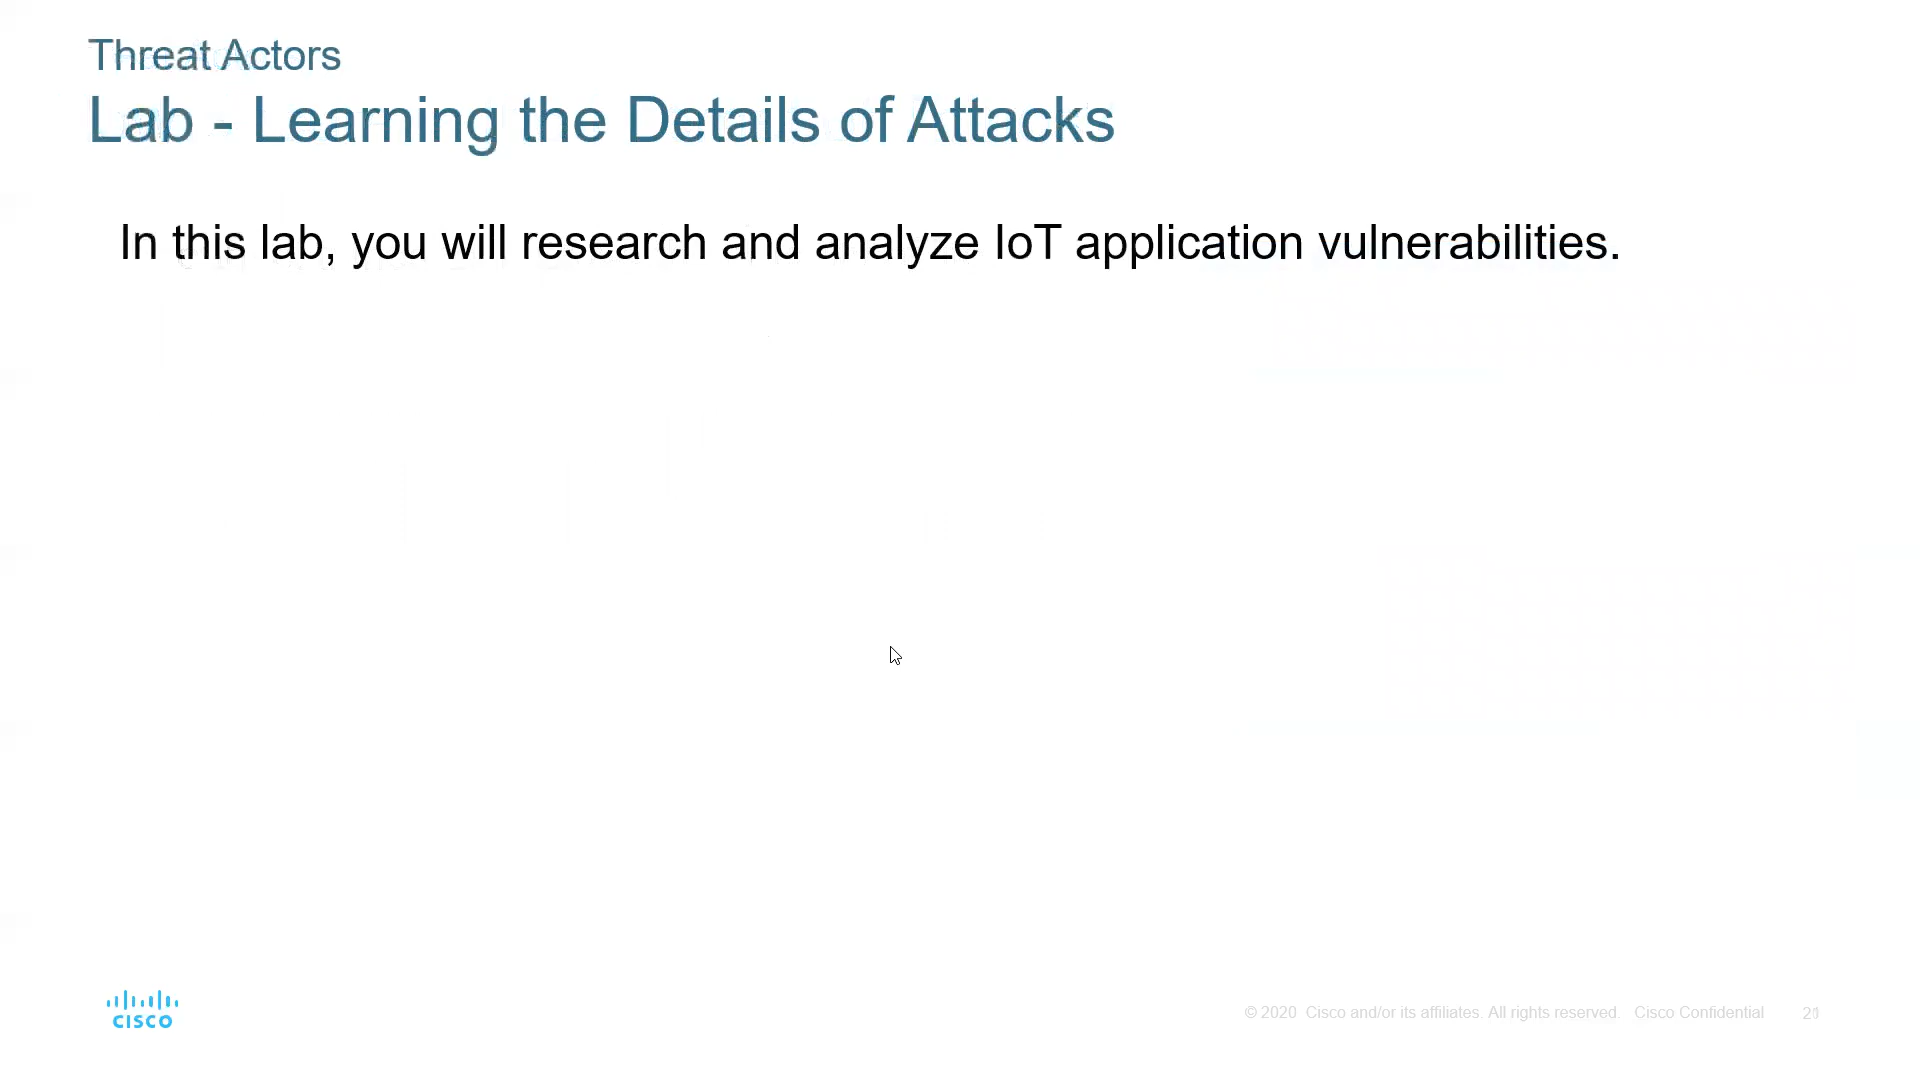 Threat Actors
Lab - Learning the Details of Attacks
In this lab, you will research and analyze IoT application vulnerabilities.
CISCO
© 2020 Cisco and/or its affiliates. All rights reserved. Cisco Confidential